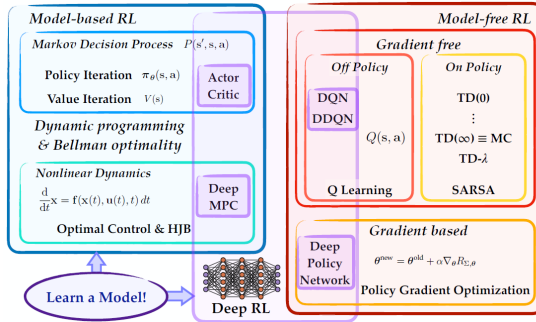 Model-based RL
Markov Decision Process P(s′, s, a)
Policy Iteration π_θ(s, a)
Value Iteration V(s)
Actor
Critic
Dynamic programming
& Bellman optimality
Nonlinear Dynamics
d/dt x = f(x(t), u(t), t) dt
Optimal Control & HJB
Deep
MPC
Learn a Model!
Deep RL
Model-free RL
Gradient free
Off Policy
DQN
DDQN
Q(s, a)
Q Learning
On Policy
TD(0)
⋮
TD(∞) ≡ MC
TD-λ
SARSA
Gradient based
Deep
Policy
Network
θ^new = θ^old + α∇_θ R_Σ,θ
Policy Gradient Optimization